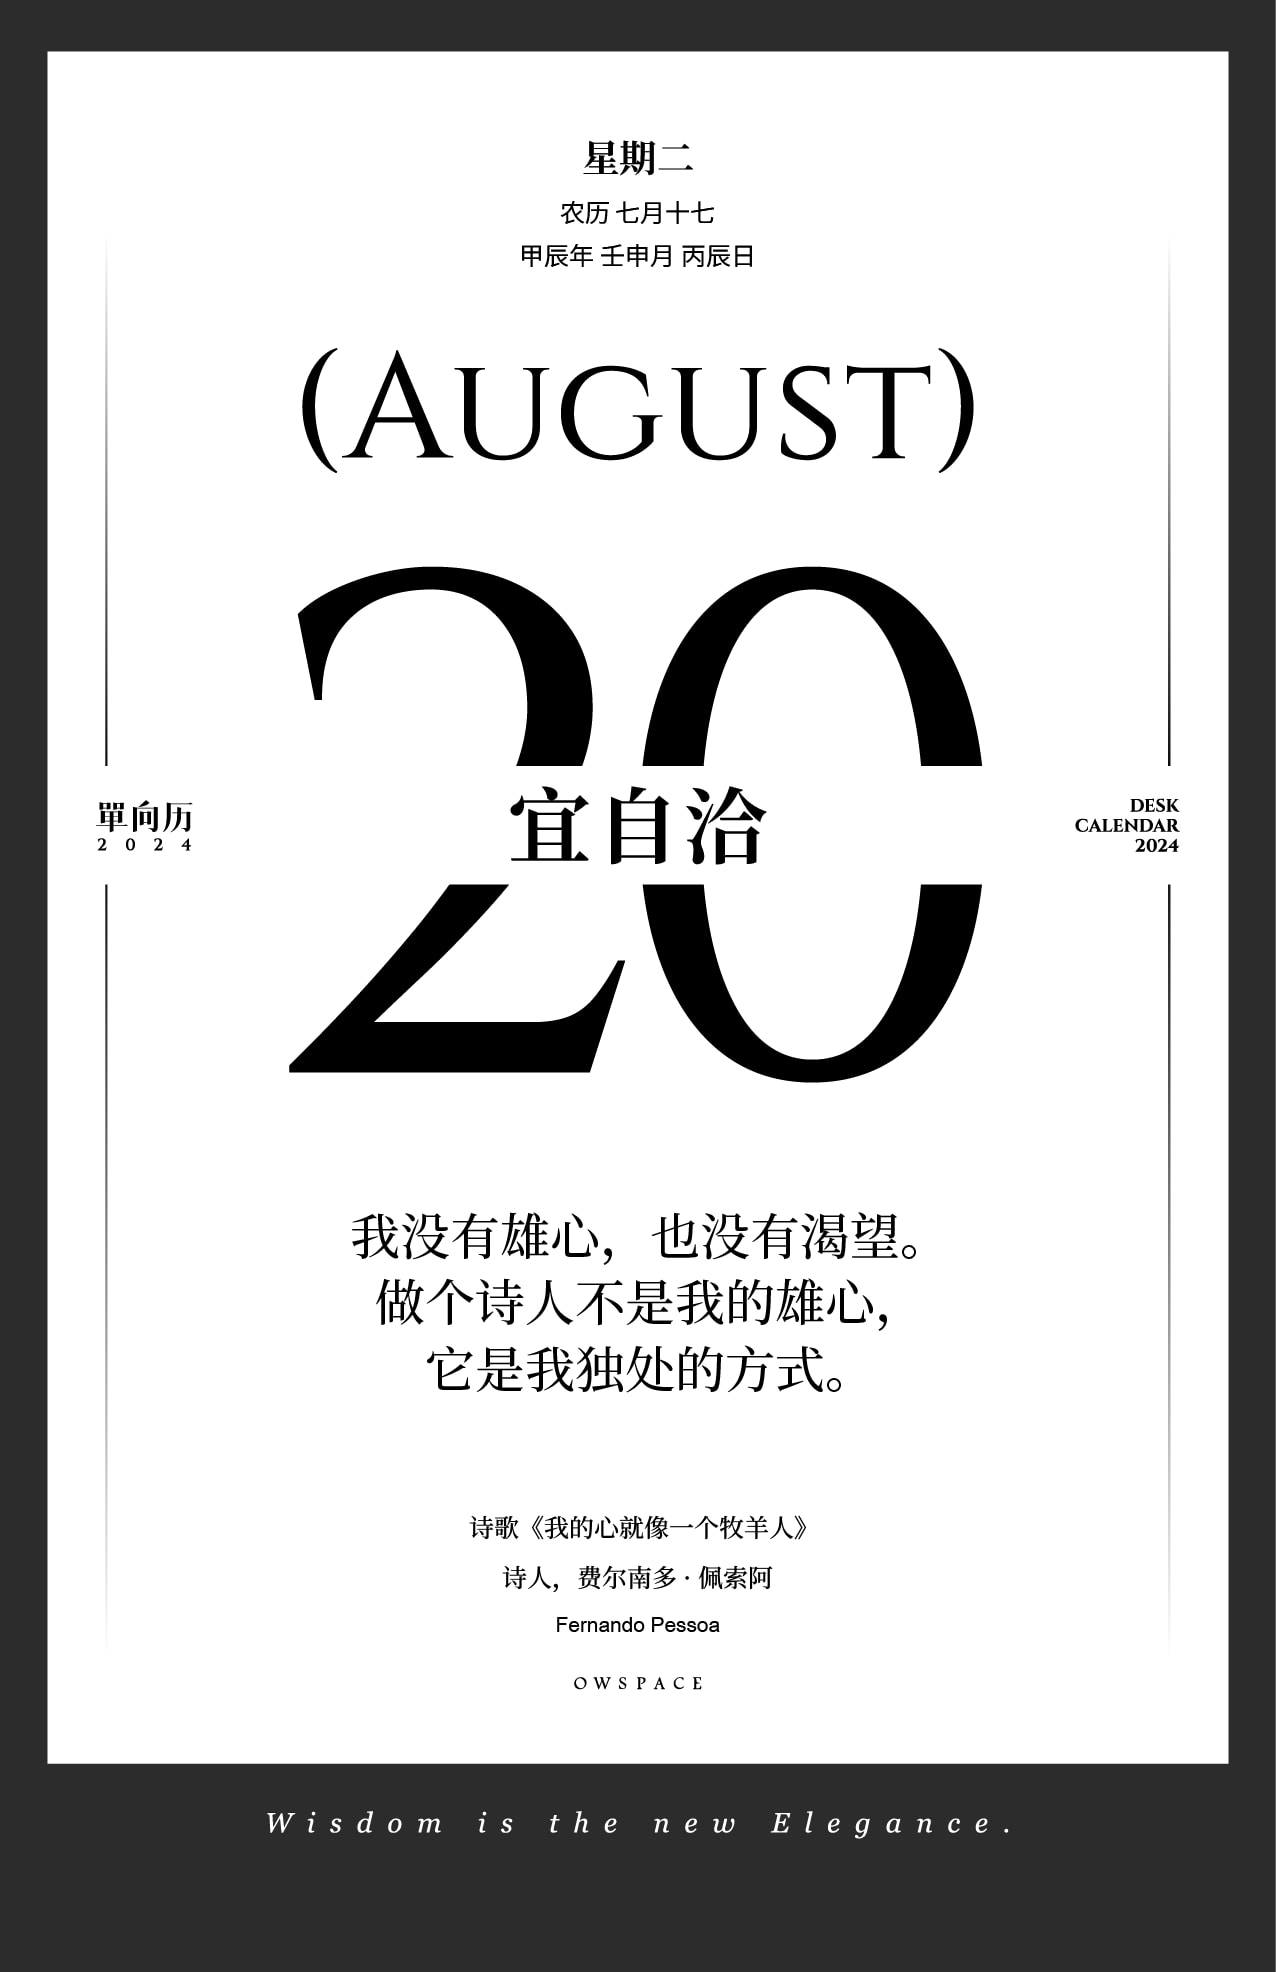 星期二
农历 七月十七
甲辰年 壬申月 丙辰日
(AUGUST)
20
宜自洽
單向历
2024
DESK
CALENDAR
2024
我没有雄心，也没有渴望。
做个诗人不是我的雄心，
它是我独处的方式。
诗歌《我的心就像一个牧羊人》
诗人，费尔南多·佩索阿
Fernando Pessoa
OWSPACE
Wisdom is the new Elegance.